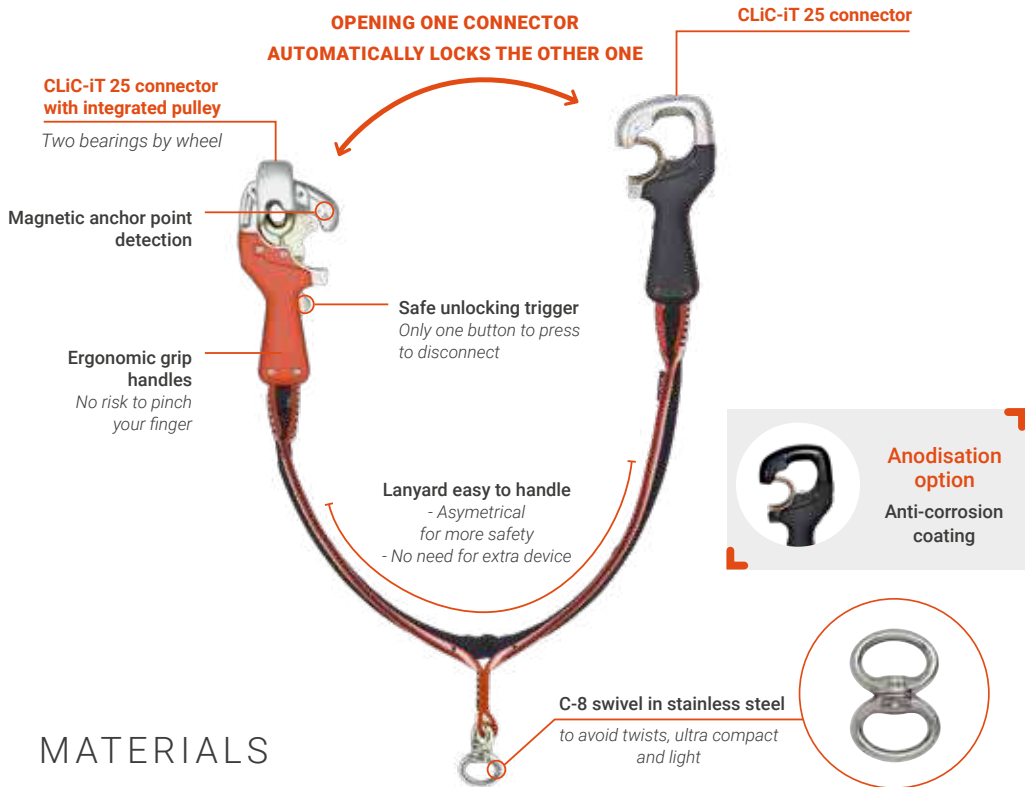 OPENING ONE CONNECTOR
AUTOMATICALLY LOCKS THE OTHER ONE
CLiC-iT 25 connector
CLiC-iT 25 connector
with integrated pulley
Two bearings by wheel
Magnetic anchor point
detection
Safe unlocking trigger
Only one button to press
to disconnect
Ergonomic grip
handles
No risk to pinch
your finger
Lanyard easy to handle
- Asymetrical
for more safety
- No need for extra device
Anodisation
option
Anti-corrosion
coating
C-8 swivel in stainless steel
to avoid twists, ultra compact
and light
MATERIALS